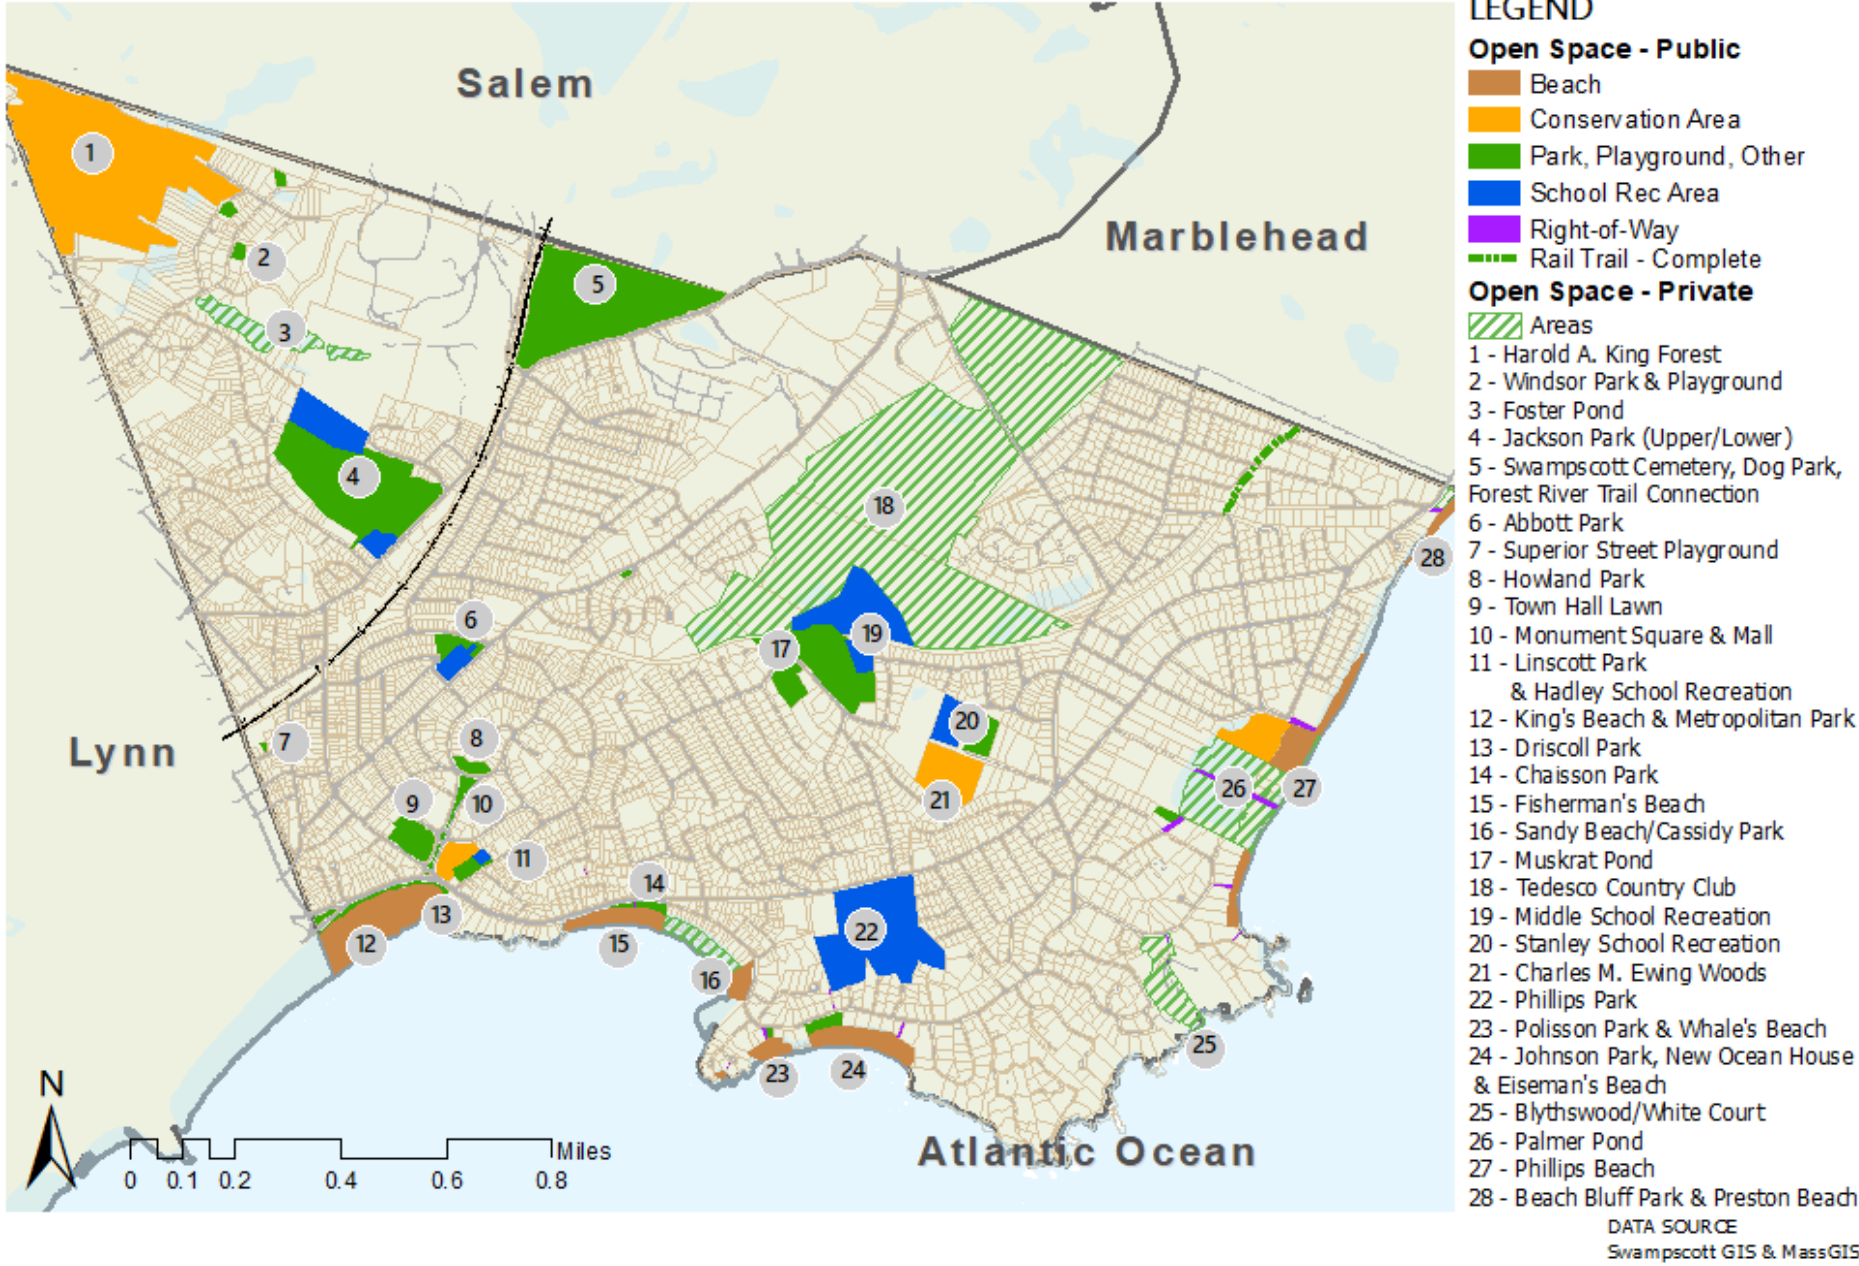 Salem
Marblehead
Lynn
Atlantic Ocean
1
2
3
4
5
6
7
8
9
10
11
12
13
14
15
16
17
18
19
20
21
22
23
24
25
26
27
28
N
Miles
0 0.1 0.2 0.4 0.6 0.8
LEGEND
Open Space - Public
Beach
Conservation Area
Park, Playground, Other
School Rec Area
Right-of-Way
Rail Trail - Complete
Open Space - Private
Areas
1 - Harold A. King Forest
2 - Windsor Park & Playground
3 - Foster Pond
4 - Jackson Park (Upper/Lower)
5 - Swampscott Cemetery, Dog Park,
Forest River Trail Connection
6 - Abbott Park
7 - Superior Street Playground
8 - Howland Park
9 - Town Hall Lawn
10 - Monument Square & Mall
11 - Linscott Park
& Hadley School Recreation
12 - King's Beach & Metropolitan Park
13 - Driscoll Park
14 - Chaisson Park
15 - Fisherman's Beach
16 - Sandy Beach/Cassidy Park
17 - Muskrat Pond
18 - Tedesco Country Club
19 - Middle School Recreation
20 - Stanley School Recreation
21 - Charles M. Ewing Woods
22 - Phillips Park
23 - Polisson Park & Whale's Beach
24 - Johnson Park, New Ocean House
& Eiseman's Beach
25 - Blythswood/White Court
26 - Palmer Pond
27 - Phillips Beach
28 - Beach Bluff Park & Preston Beach
DATA SOURCE
Swampscott GIS & MassGIS